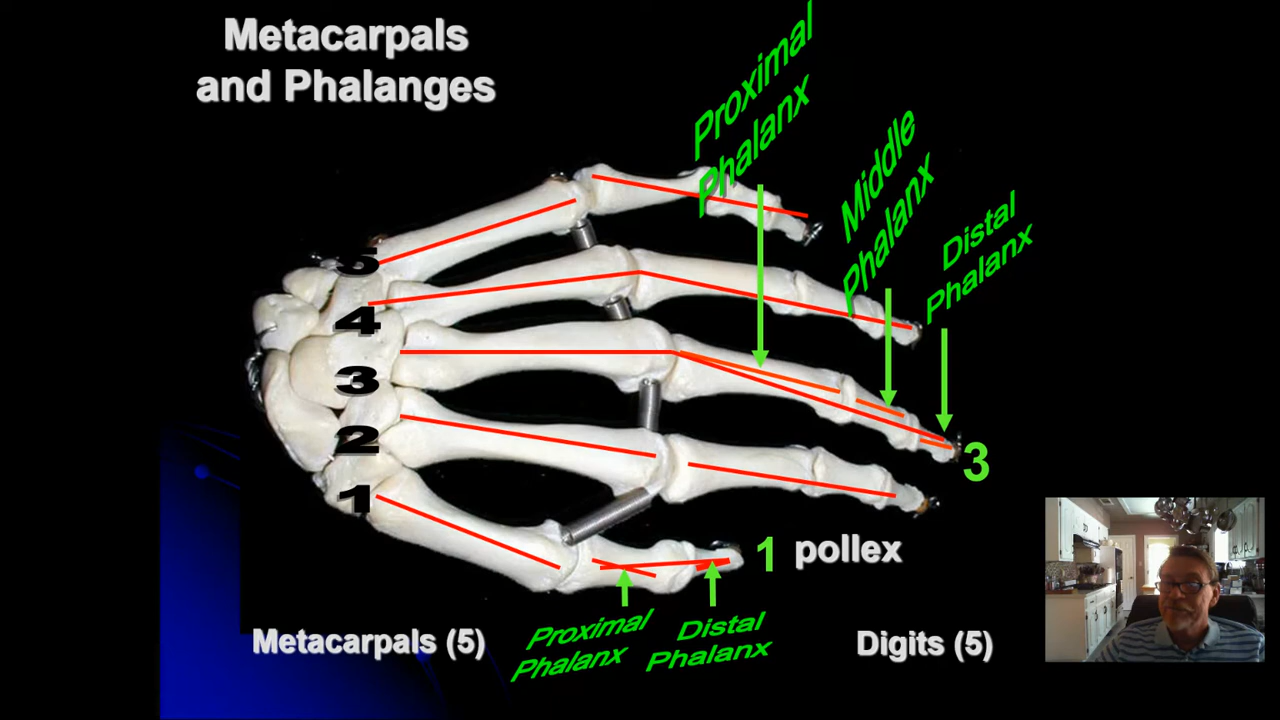 Metacarpals
and Phalanges
Proximal
Phalanx
Middle
Phalanx
Distal
Phalanx
5
4
3
2
1
3
1 pollex
Proximal
Phalanx
Distal
Phalanx
Metacarpals (5)
Digits (5)